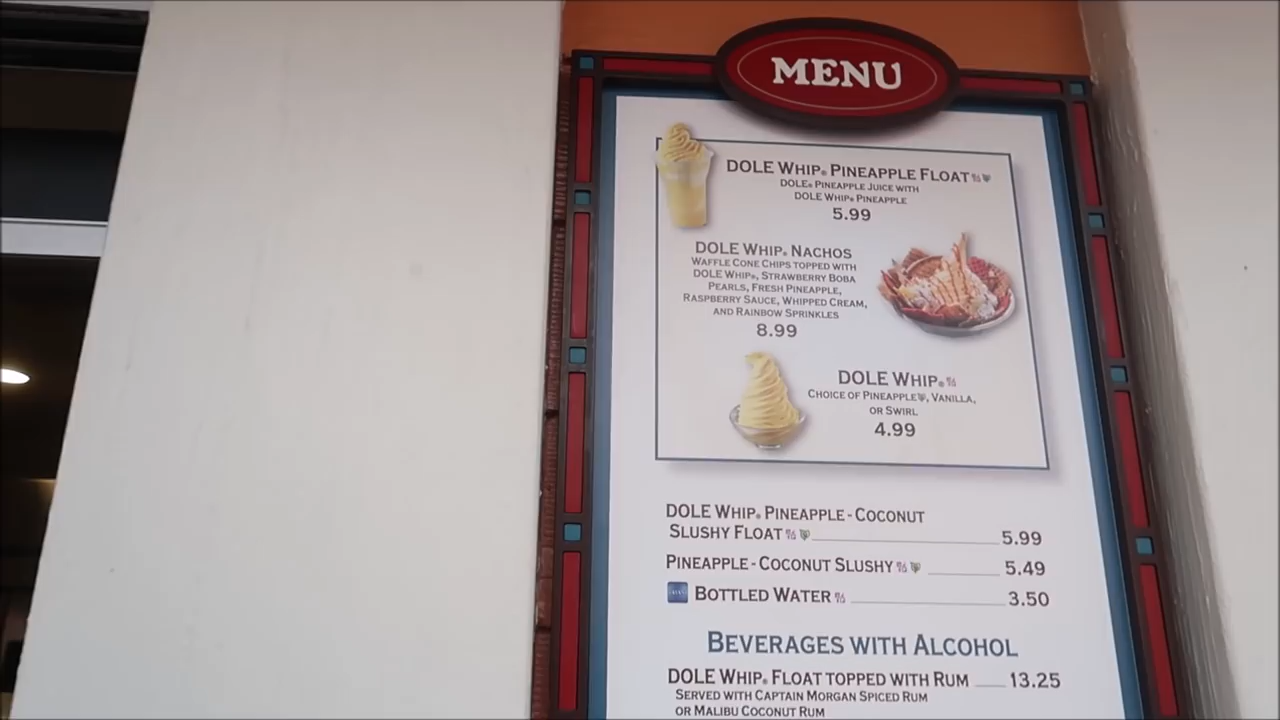 MENU
DOLE WHIP® PINEAPPLE FLOAT
DOLE® PINEAPPLE JUICE WITH
DOLE WHIP® PINEAPPLE
5.99
DOLE WHIP® NACHOS
WAFFLE CONE CHIPS TOPPED WITH
DOLE WHIP®, STRAWBERRY BOBA
PEARLS, FRESH PINEAPPLE,
RASPBERRY SAUCE, WHIPPED CREAM,
AND RAINBOW SPRINKLES
8.99
DOLE WHIP®
CHOICE OF PINEAPPLE, VANILLA,
OR SWIRL
4.99
DOLE WHIP® PINEAPPLE - COCONUT
SLUSHY FLOAT 5.99
PINEAPPLE - COCONUT SLUSHY 5.49
BOTTLED WATER 3.50
BEVERAGES WITH ALCOHOL
DOLE WHIP® FLOAT TOPPED WITH RUM 13.25
SERVED WITH CAPTAIN MORGAN SPICED RUM
OR MALIBU COCONUT RUM